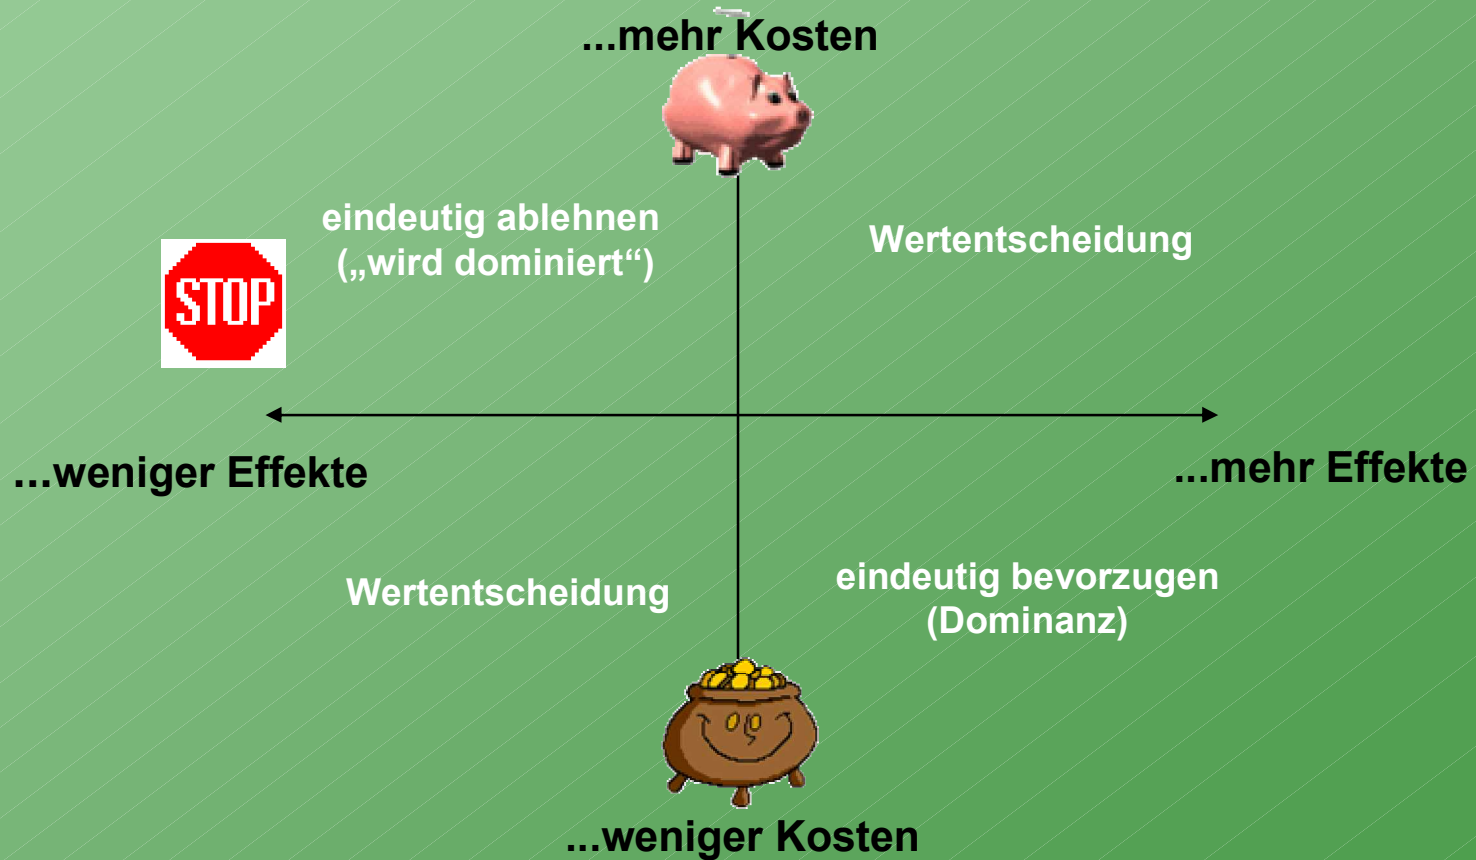 ...mehr Kosten
eindeutig ablehnen
(„wird dominiert“)
Wertentscheidung
STOP
...weniger Effekte
...mehr Effekte
Wertentscheidung
eindeutig bevorzugen
(Dominanz)
...weniger Kosten